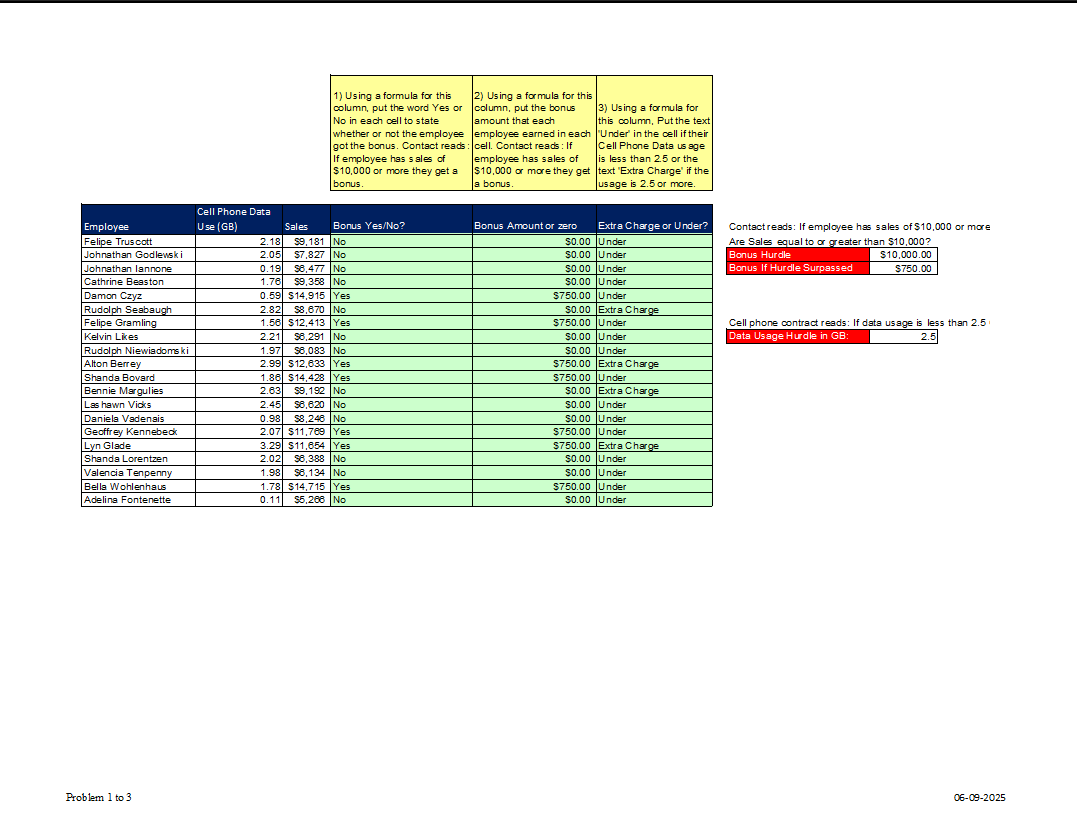 1) Using a formula for this column, put the word Yes or No in each cell to state whether or not the employee got the bonus. Contact reads: If employee has sales of $10,000 or more they get a bonus.
2) Using a formula for this column, put the bonus amount that each employee earned in each cell. Contact reads: If employee has sales of $10,000 or more they get a bonus.
3) Using a formula for this column, Put the text 'Under' in the cell if their Cell Phone Data usage is less than 2.5 or the text 'Extra Charge' if the usage is 2.5 or more.
Employee Cell Phone Data Use (GB) Sales Bonus Yes/No? Bonus Amount or zero Extra Charge or Under?
Felipe Truscott 2.18 $9,181 No $0.00 Under
Johnathan Godlewski 2.05 $7,827 No $0.00 Under
Johnathan Iannone 0.19 $6,477 No $0.00 Under
Cathrine Beaston 1.76 $9,358 No $0.00 Under
Damon Czyz 0.59 $14,915 Yes $750.00 Under
Rudolph Seabaugh 2.82 $8,670 No $0.00 Extra Charge
Felipe Gramling 1.56 $12,413 Yes $750.00 Under
Kelvin Likes 2.21 $6,291 No $0.00 Under
Rudolph Niewiadomski 1.97 $6,083 No $0.00 Under
Alton Berrey 2.99 $12,633 Yes $750.00 Extra Charge
Shanda Bovard 1.86 $14,428 Yes $750.00 Under
Bennie Margulies 2.63 $9,192 No $0.00 Extra Charge
Lashawn Vicks 2.45 $6,620 No $0.00 Under
Daniela Vadenais 0.98 $8,246 No $0.00 Under
Geoffrey Kennebeck 2.07 $11,769 Yes $750.00 Under
Lyn Glade 3.29 $11,654 Yes $750.00 Extra Charge
Shanda Lorentzen 2.02 $6,388 No $0.00 Under
Valencia Tenpenny 1.98 $6,134 No $0.00 Under
Bella Wohlenhaus 1.78 $14,715 Yes $750.00 Under
Adelina Fontenette 0.11 $5,266 No $0.00 Under
Contact reads: If employee has sales of $10,000 or more
Are Sales equal to or greater than $10,000?
Bonus Hurdle $10,000.00
Bonus If Hurdle Surpassed $750.00
Cell phone contract reads: If data usage is less than 2.5
Data Usage Hurdle in GB: 2.5
Problem 1 to 3
06-09-2025